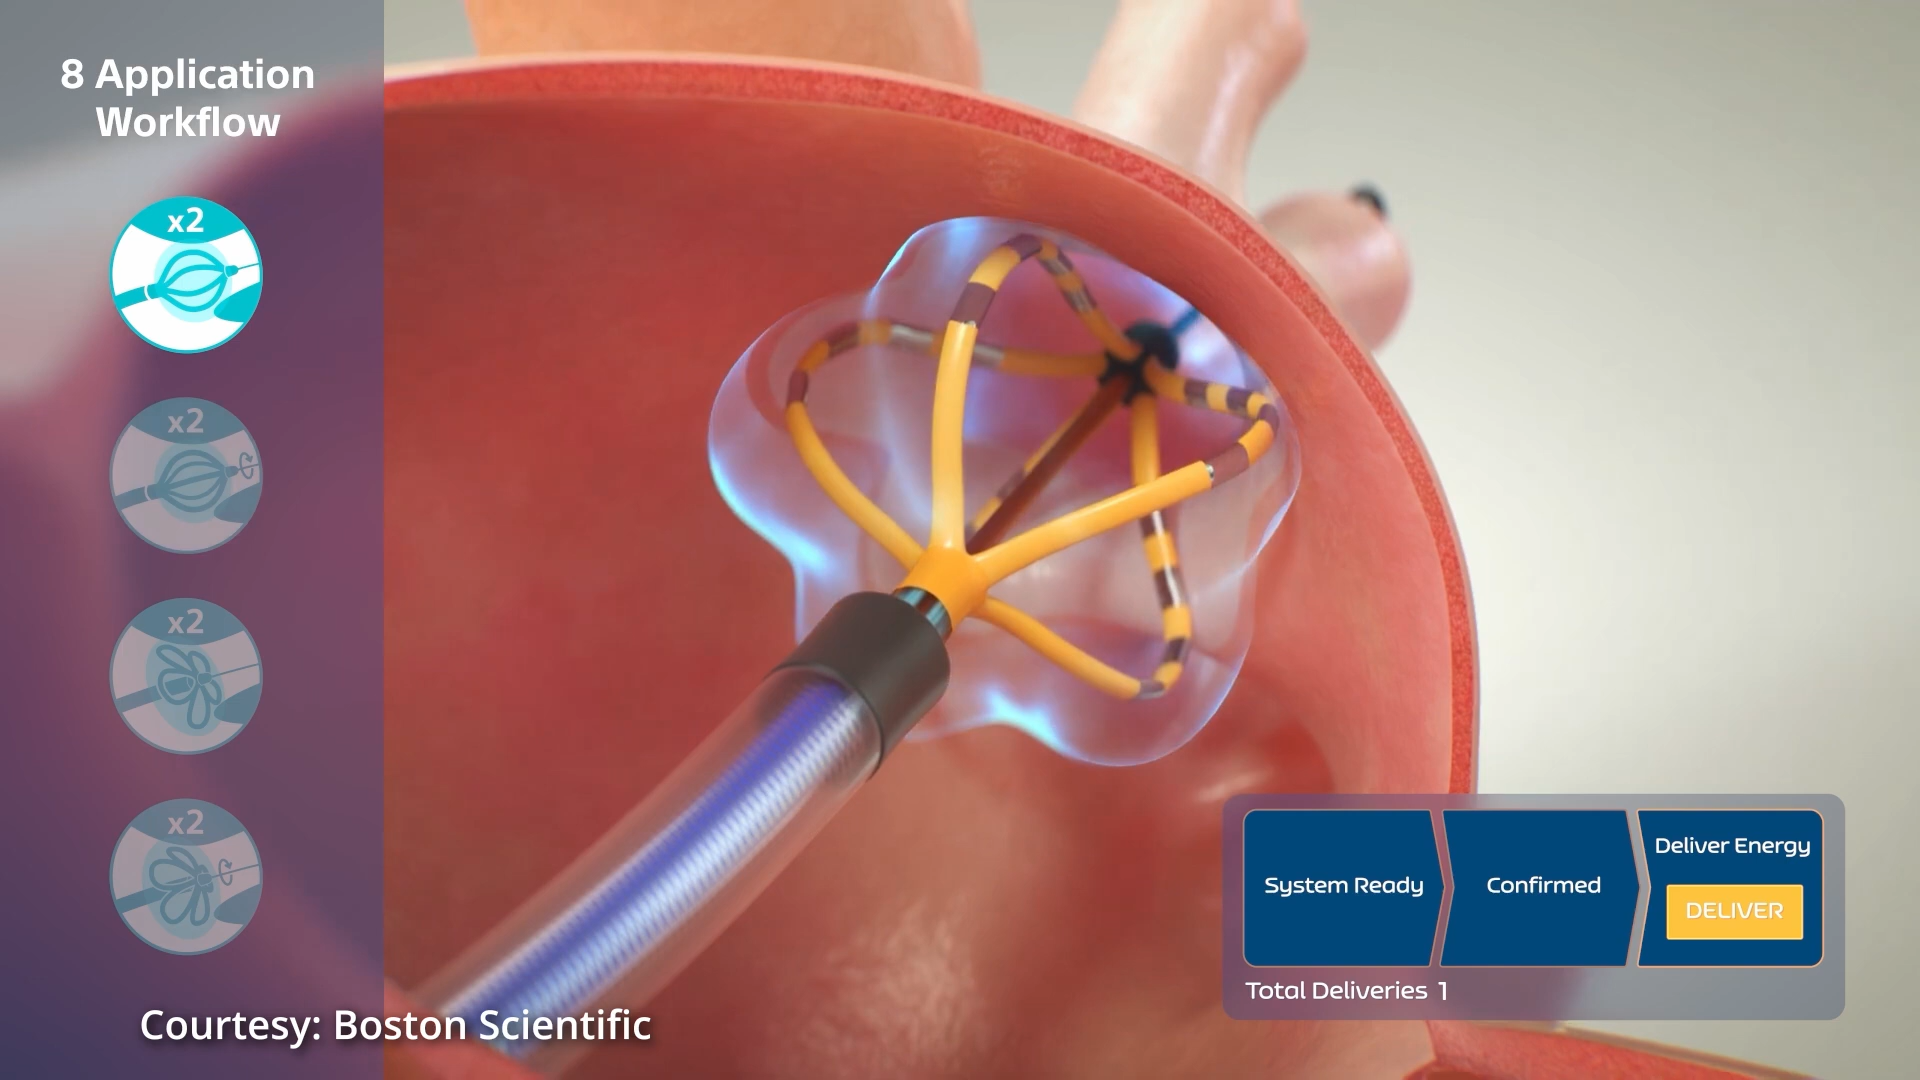 8 Application
Workflow
x2
x2
x2
x2
System Ready
Confirmed
Deliver Energy
DELIVER
Total Deliveries 1
Courtesy: Boston Scientific